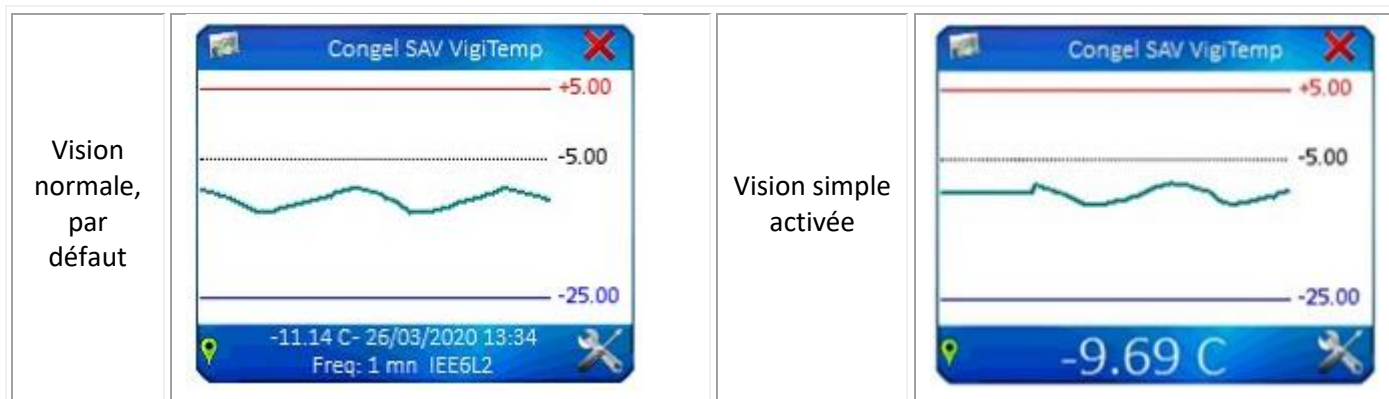 Vision
normale,
par
défaut
Congel SAV VigiTemp
+5.00
-5.00
-25.00
-11.14 C- 26/03/2020 13:34
Freq: 1 mn IEE6L2
Vision simple
activée
Congel SAV VigiTemp
+5.00
-5.00
-25.00
-9.69 C